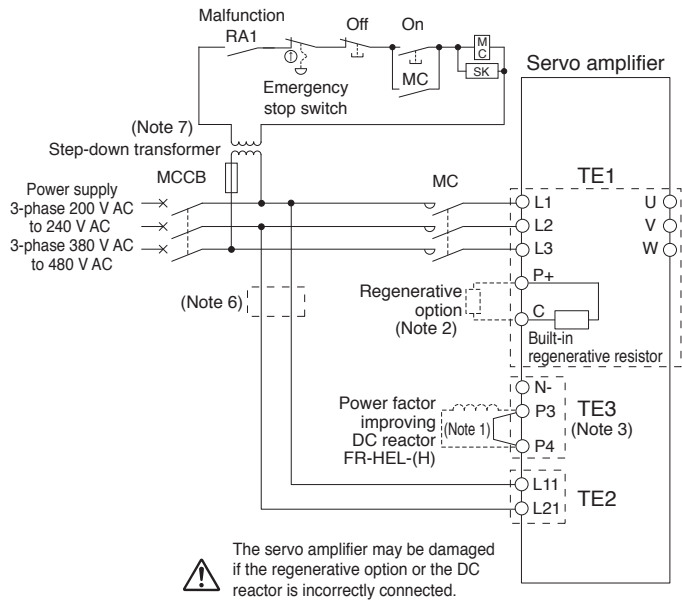 Malfunction
RA1
Off
On
M
C
SK
MC
Emergency
stop switch
Servo amplifier
(Note 7)
Step-down transformer
MCCB
MC
TE1
Power supply
3-phase 200 V AC
to 240 V AC
3-phase 380 V AC
to 480 V AC
L1
L2
L3
U
V
W
P+
C
(Note 6)
Regenerative
option
(Note 2)
Built-in
regenerative resistor
N-
P3
P4
TE3
(Note 3)
Power factor
improving
DC reactor
FR-HEL-(H)
(Note 1)
L11
L21
TE2
The servo amplifier may be damaged
if the regenerative option or the DC
reactor is incorrectly connected.